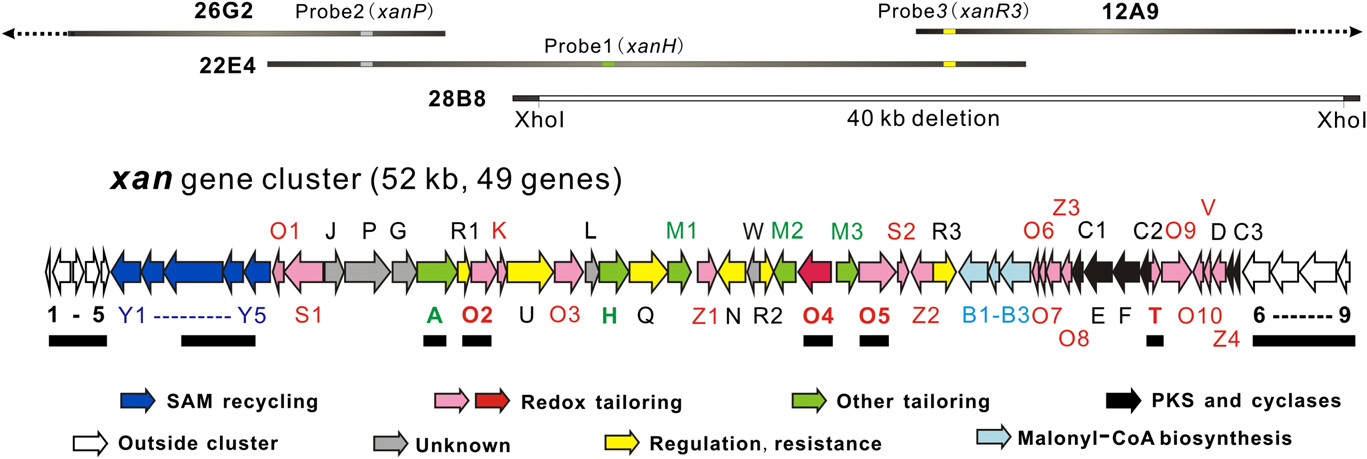 26G2 Probe2 (xanP) Probe3 (xanR3) 12A9
22E4 Probe1 (xanH)
28B8
XhoI 40 kb deletion XhoI
xan gene cluster (52 kb, 49 genes)
Z3 V
O1 J P G R1 K L M1 W M2 M3 S2 R3 O6 C1 C2 O9 D C3
1 - 5 Y1 ---------- Y5 S1 A O2 U O3 H Q Z1 N R2 O4 O5 Z2 B1-B3 O7 E F T O10 6 ------- 9
O8 Z4
SAM recycling Redox tailoring Other tailoring PKS and cyclases
Outside cluster Unknown Regulation, resistance Malonyl-CoA biosynthesis